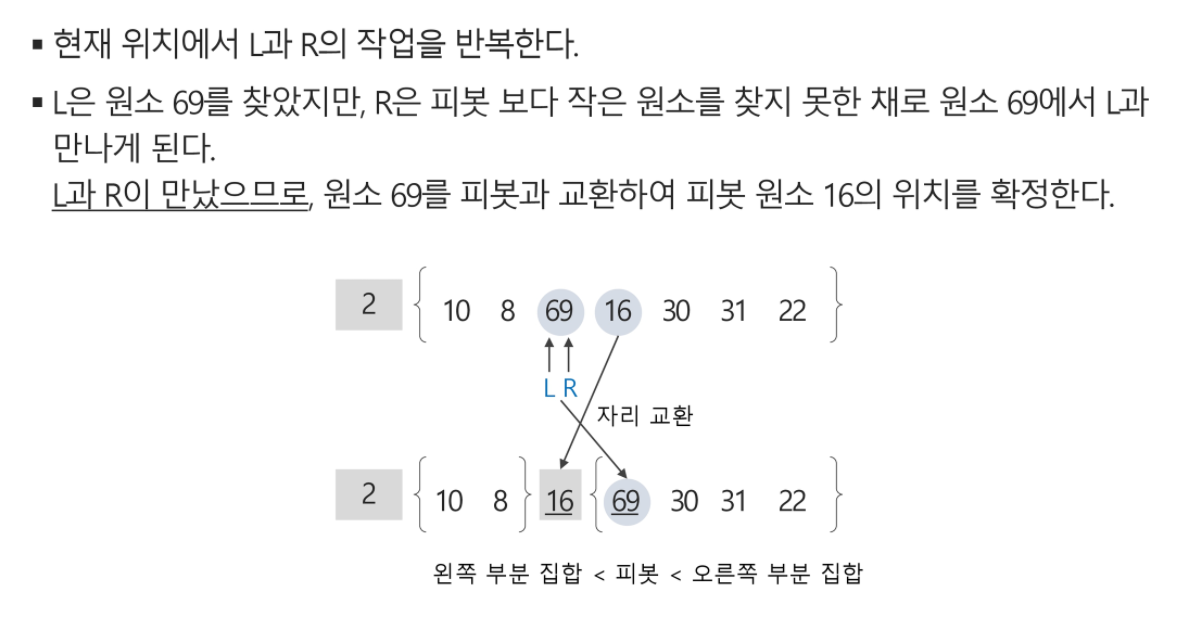 ▪ 현재 위치에서 L과 R의 작업을 반복한다.
▪ L은 원소 69를 찾았지만, R은 피봇 보다 작은 원소를 찾지 못한 채로 원소 69에서 L과
만나게 된다.
L과 R이 만났으므로, 원소 69를 피봇과 교환하여 피봇 원소 16의 위치를 확정한다.
2 { 10 8 69 16 30 31 22 }
L R
자리 교환
2 { 10 8 } 16 { 69 30 31 22 }
왼쪽 부분 집합 < 피봇 < 오른쪽 부분 집합